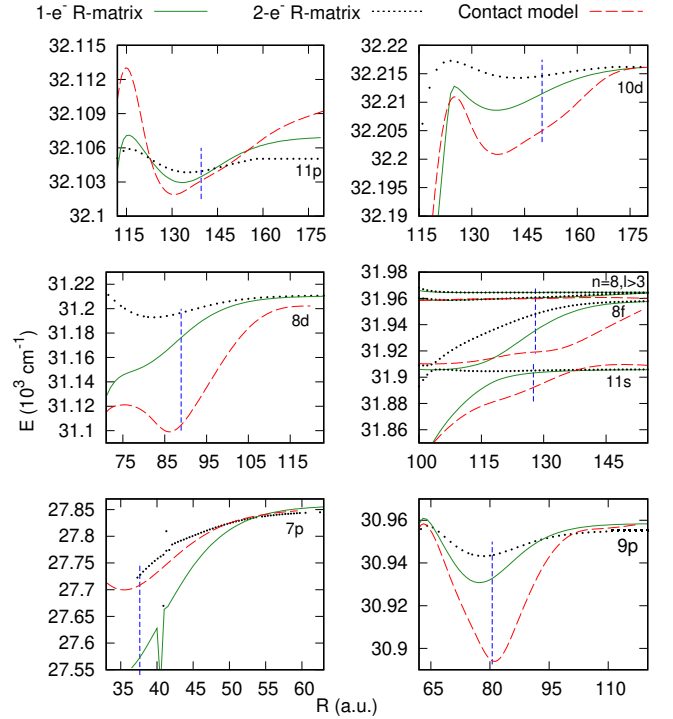 1-e⁻ R-matrix 2-e⁻ R-matrix Contact model
32.115
32.112
32.109
32.106
32.103
32.1
115 130 145 160 175
11p
32.22
32.215
32.21
32.205
32.2
32.195
32.19
115 130 145 160 175
10d
31.22
31.2
31.18
31.16
31.14
31.12
31.1
75 85 95 105 115
8d
31.98
31.96
31.94
31.92
31.9
31.88
31.86
100 115 130 145
n=8,l>3
8f
11s
E (10³ cm⁻¹)
27.85
27.8
27.75
27.7
27.65
27.6
27.55
35 40 45 50 55 60
7p
30.98
30.96
30.94
30.92
30.9
65 80 95 110
9p
R (a.u.)